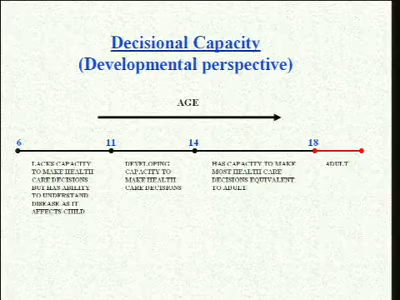 Decisional Capacity
(Developmental perspective)
AGE
6 11 14 18
LACKS CAPACITY
TO MAKE HEALTH
CARE DECISIONS
BUT HAS ABILITY
TO UNDERSTAND
DISEASE AS IT
AFFECTS CHILD
DEVELOPING
CAPACITY TO
MAKE HEALTH
CARE DECISIONS
HAS CAPACITY TO MAKE
MOST HEALTH CARE
DECISIONS EQUIVALENT
TO ADULT
ADULT